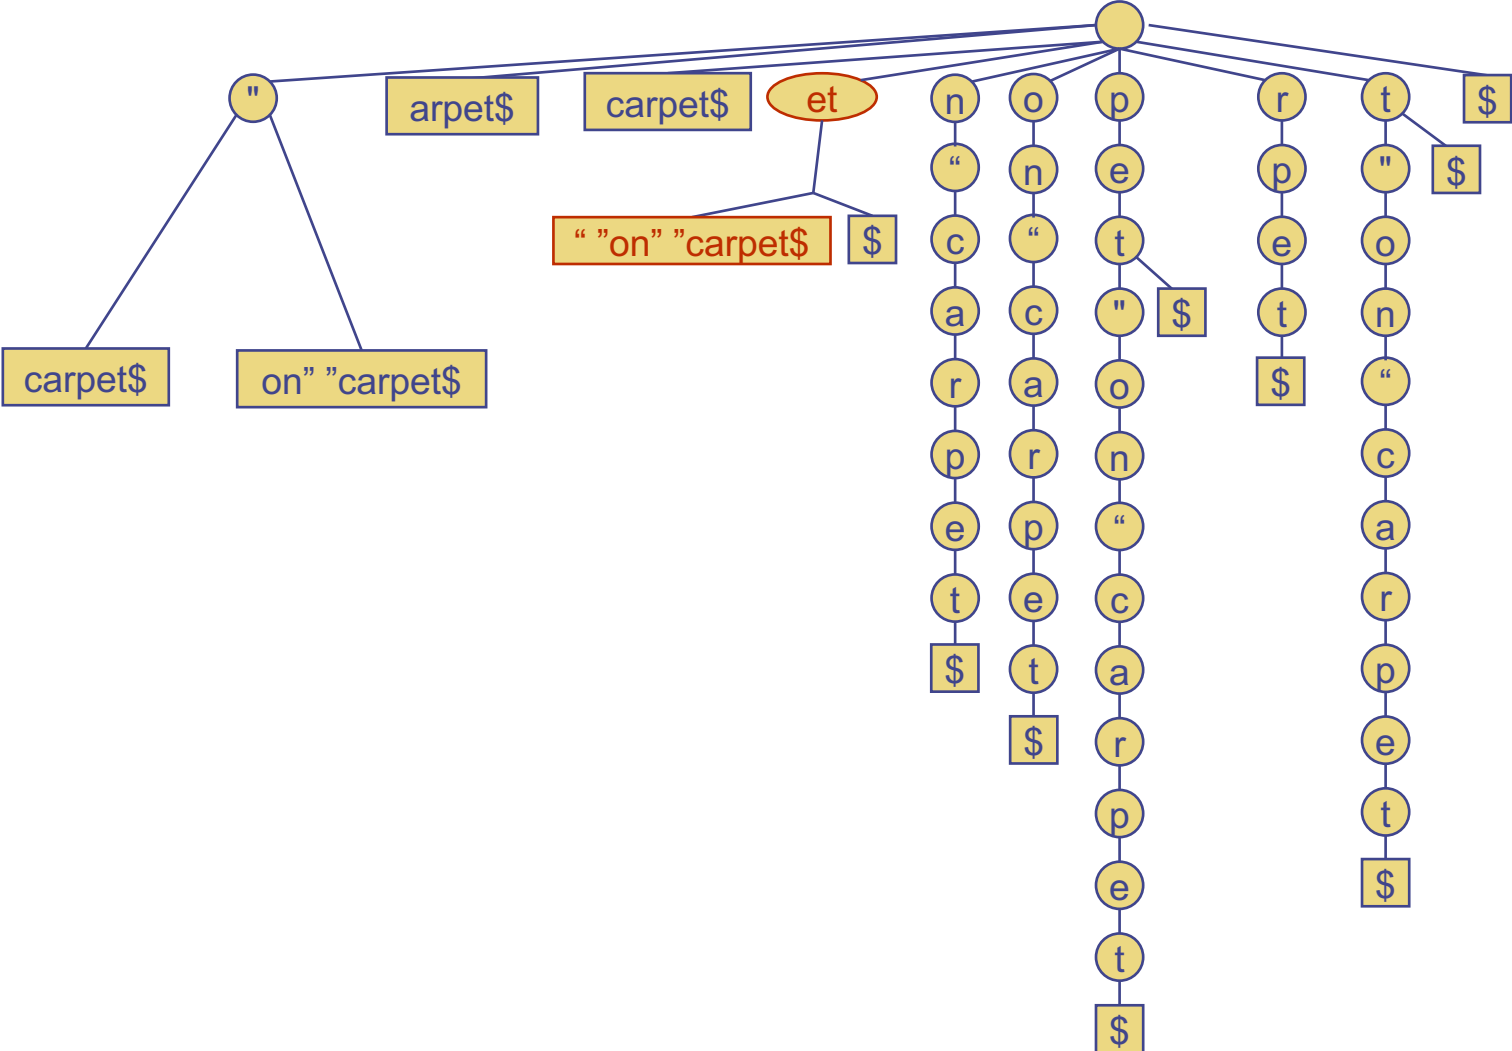 "
carpet$
on” ”carpet$
arpet$
carpet$
et
“ ”on” ”carpet$
$
n
“
c
a
r
p
e
t
$
o
n
“
c
a
r
p
e
t
$
p
e
t
$
"
o
n
“
c
a
r
p
e
t
$
r
p
e
t
$
t
$
"
o
n
“
c
a
r
p
e
t
$
$